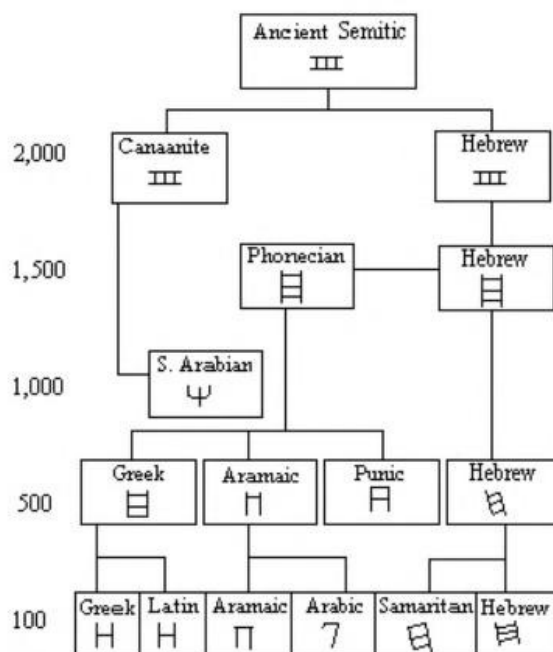 Ancient Semitic
2,000
Canaanite
Hebrew
1,500
Phonecian
Hebrew
1,000
S. Arabian
500
Greek
Aramaic
Punic
Hebrew
100
Greek
Latin
Aramaic
Arabic
Samaritan
Hebrew